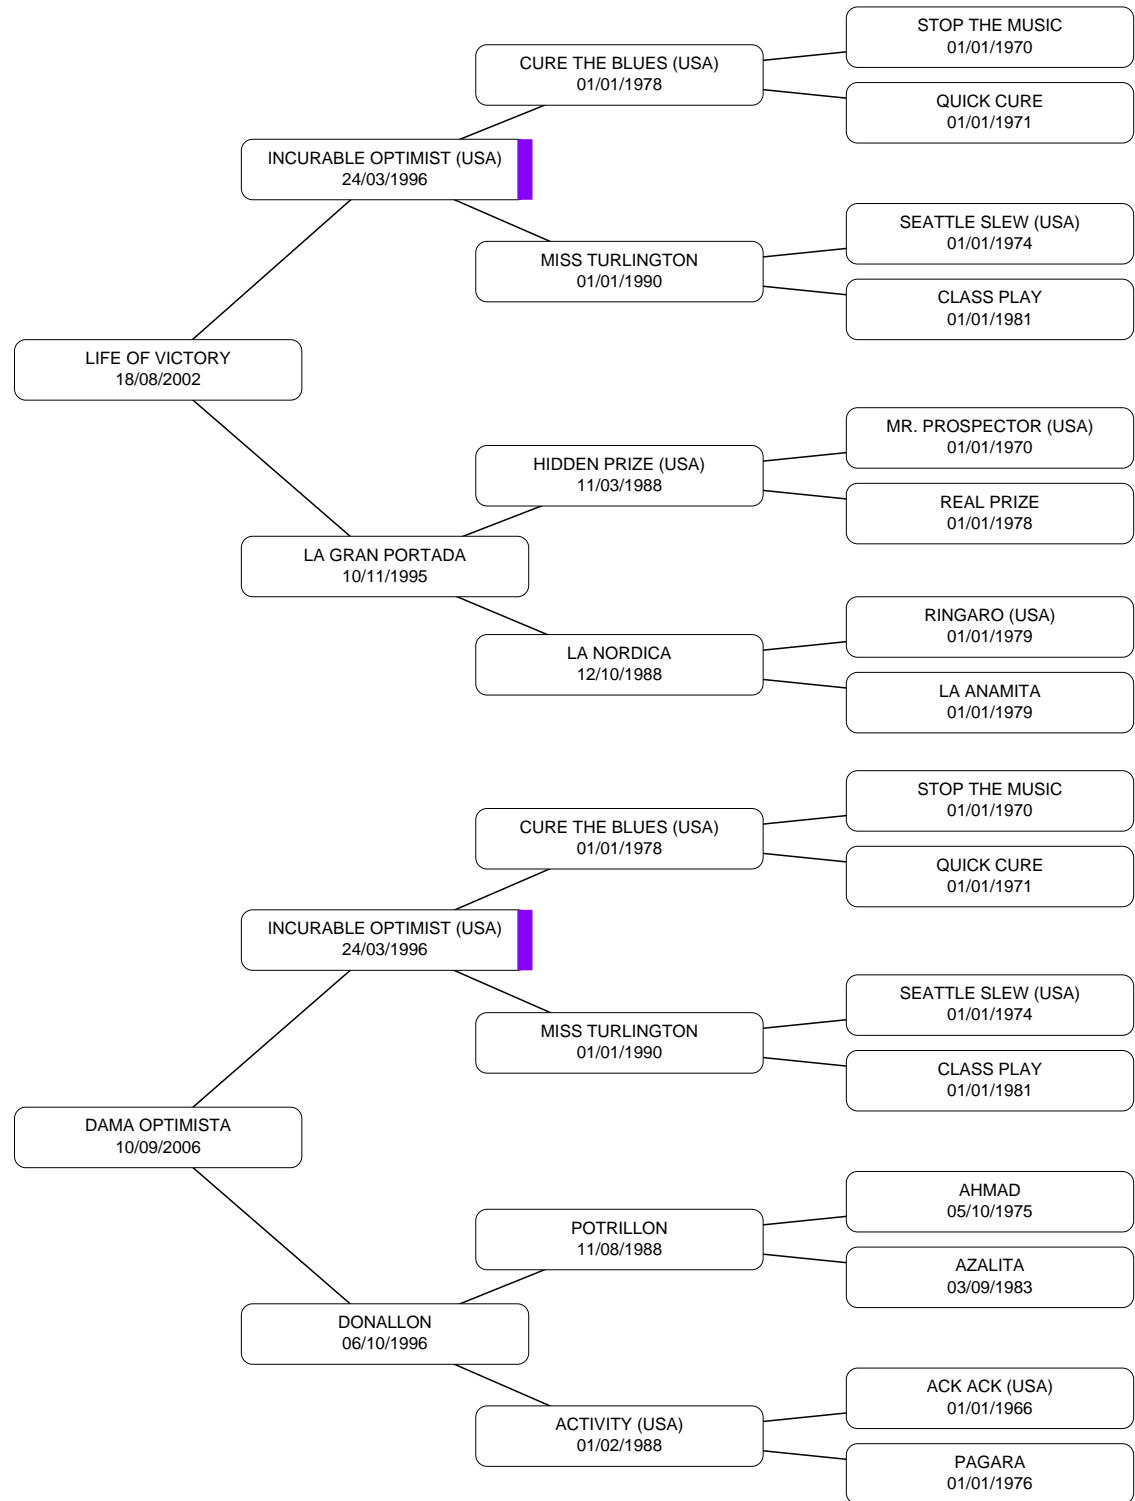 STOP THE MUSIC
01/01/1970
CURE THE BLUES (USA)
01/01/1978
QUICK CURE
01/01/1971
INCURABLE OPTIMIST (USA)
24/03/1996
SEATTLE SLEW (USA)
01/01/1974
MISS TURLINGTON
01/01/1990
CLASS PLAY
01/01/1981
LIFE OF VICTORY
18/08/2002
MR. PROSPECTOR (USA)
01/01/1970
HIDDEN PRIZE (USA)
11/03/1988
REAL PRIZE
01/01/1978
LA GRAN PORTADA
10/11/1995
RINGARO (USA)
01/01/1979
LA NORDICA
12/10/1988
LA ANAMITA
01/01/1979
STOP THE MUSIC
01/01/1970
CURE THE BLUES (USA)
01/01/1978
QUICK CURE
01/01/1971
INCURABLE OPTIMIST (USA)
24/03/1996
SEATTLE SLEW (USA)
01/01/1974
MISS TURLINGTON
01/01/1990
CLASS PLAY
01/01/1981
DAMA OPTIMISTA
10/09/2006
AHMAD
05/10/1975
POTRILLON
11/08/1988
AZALITA
03/09/1983
DONALLON
06/10/1996
ACK ACK (USA)
01/01/1966
ACTIVITY (USA)
01/02/1988
PAGARA
01/01/1976